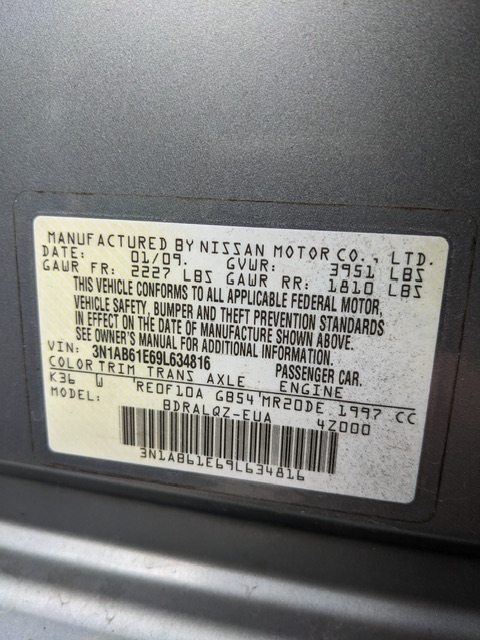 MANUFACTURED BY NISSAN MOTOR CO., LTD.
DATE: 01/09. GVWR: 3951 LBS
GAWR FR: 2227 LBS GAWR RR: 1810 LBS
THIS VEHICLE CONFORMS TO ALL APPLICABLE FEDERAL MOTOR
VEHICLE SAFETY, BUMPER AND THEFT PREVENTION STANDARDS
IN EFFECT ON THE DATE OF MANUFACTURE SHOWN ABOVE.
SEE OWNER'S MANUAL FOR ADDITIONAL INFORMATION.
VIN: 3N1AB61E69L634816 PASSENGER CAR.
COLOR TRIM TRANS AXLE ENGINE
K36 W RE0F10A GB54 MR20DE 1997 CC
MODEL: BDRALQZ-EUA 4Z000
3N1AB61E69L634816